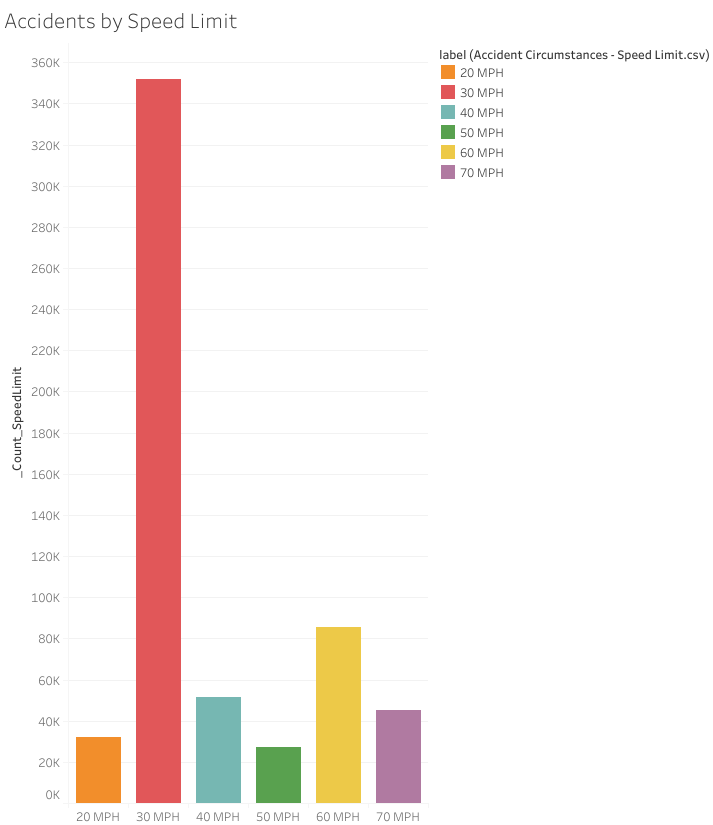 Accidents by Speed Limit
label (Accident Circumstances - Speed Limit.csv)
20 MPH
30 MPH
40 MPH
50 MPH
60 MPH
70 MPH
_Count_SpeedLimit
360K
340K
320K
300K
280K
260K
240K
220K
200K
180K
160K
140K
120K
100K
80K
60K
40K
20K
0K
20 MPH 30 MPH 40 MPH 50 MPH 60 MPH 70 MPH